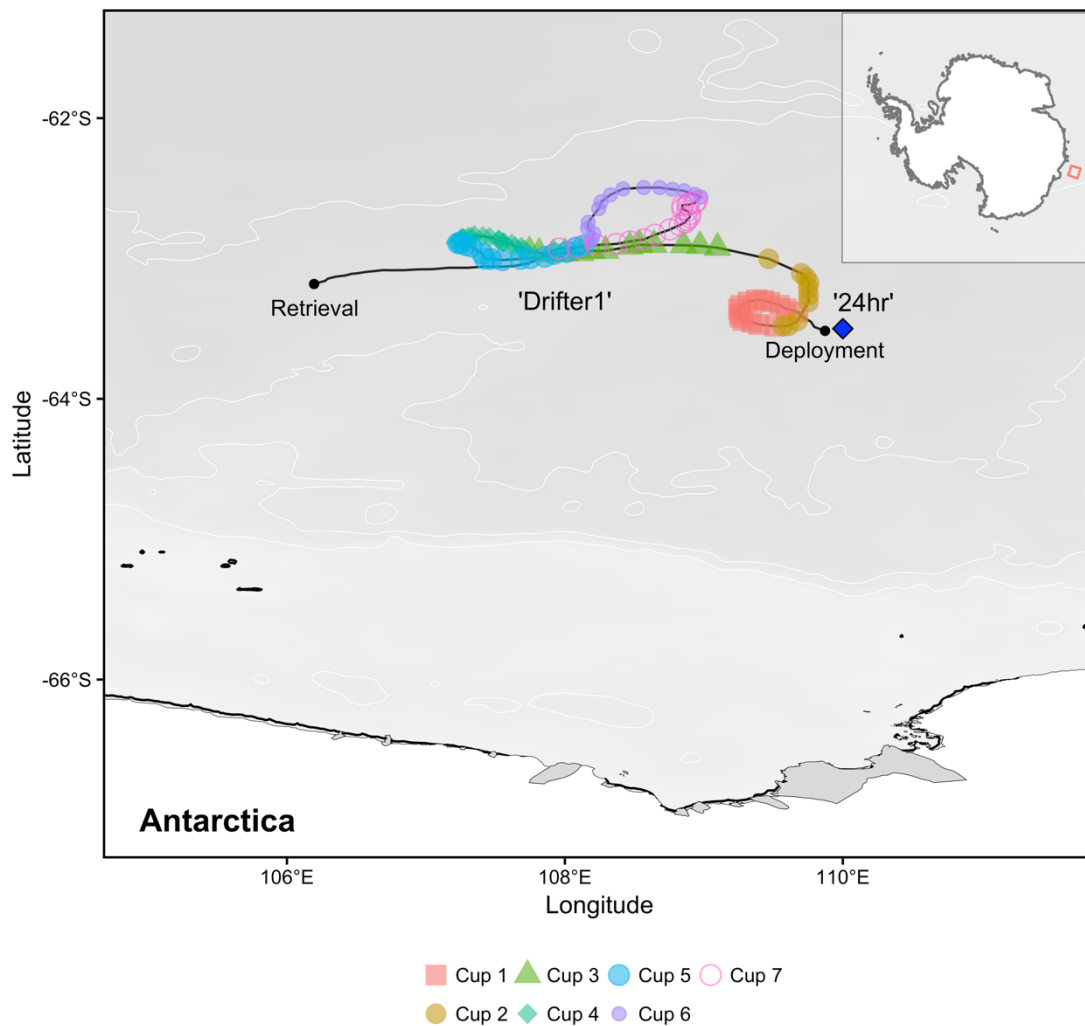 -62°S
Retrieval
'Drifter1'
'24hr'
Deployment
-64°S
Latitude
-66°S
Antarctica
106°E
108°E
110°E
Longitude
Cup 1
Cup 3
Cup 5
Cup 7
Cup 2
Cup 4
Cup 6